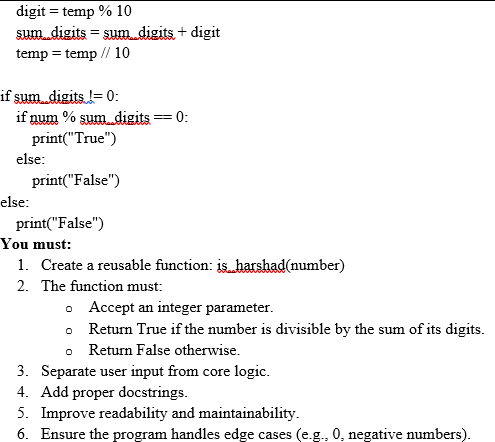 digit = temp % 10
sum_digits = sum_digits + digit
temp = temp // 10
if sum_digits != 0:
if num % sum_digits == 0:
print("True")
else:
print("False")
else:
print("False")
You must:
1. Create a reusable function: is_harshad(number)
2. The function must:
o Accept an integer parameter.
o Return True if the number is divisible by the sum of its digits.
o Return False otherwise.
3. Separate user input from core logic.
4. Add proper docstrings.
5. Improve readability and maintainability.
6. Ensure the program handles edge cases (e.g., 0, negative numbers).